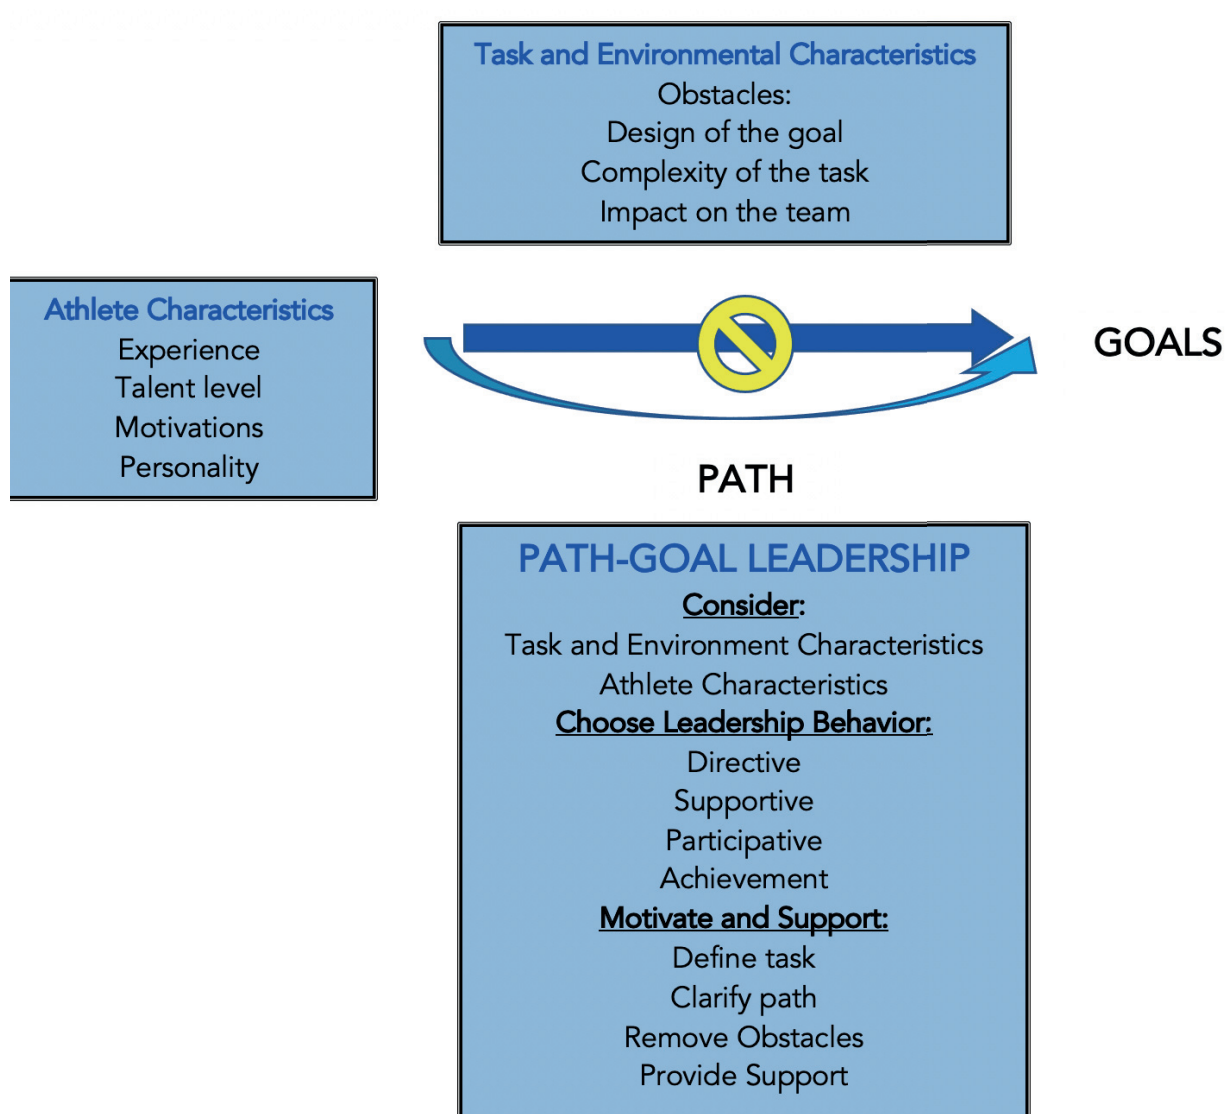 Task and Environmental Characteristics
Obstacles:
Design of the goal
Complexity of the task
Impact on the team
Athlete Characteristics
Experience
Talent level
Motivations
Personality
GOALS
PATH
PATH-GOAL LEADERSHIP
Consider:
Task and Environment Characteristics
Athlete Characteristics
Choose Leadership Behavior:
Directive
Supportive
Participative
Achievement
Motivate and Support:
Define task
Clarify path
Remove Obstacles
Provide Support